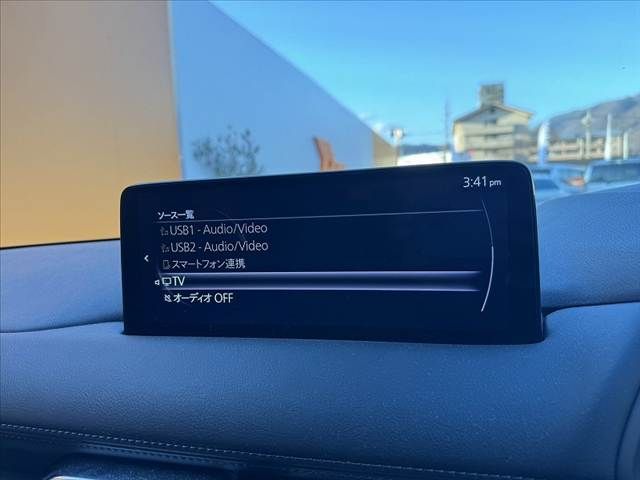 3:41 pm
ソース一覧
USB1 - Audio/Video
USB2 - Audio/Video
スマートフォン連携
TV
オーディオ OFF